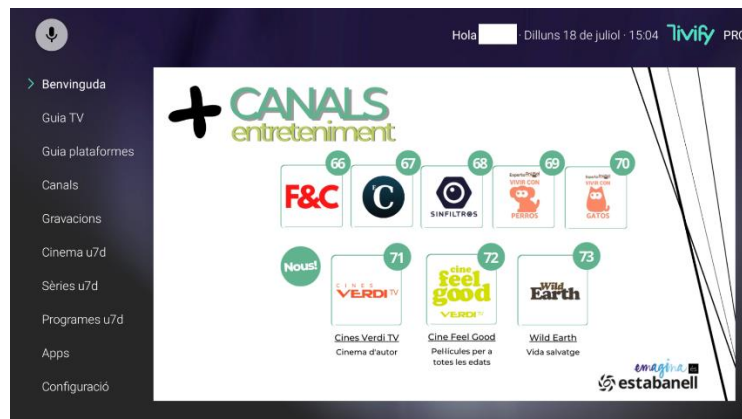 Hola · Dilluns 18 de juliol · 15:04 Tivify PRO
Benvinguda
Guia TV
Guia plataformes
Canals
Gravacions
Cinema u7d
Sèries u7d
Programes u7d
Apps
Configuració
+ CANALS
entreteniment
66 67 68 69 70
F&C
EC
SINFILTR@S
VIVIR CON
PERROS
VIVIR CON
GATOS
Nous!
71 72 73
CINES
VERDI TV
cine
feel
good
VERDI TV
Wild
Earth
Cines Verdi TV
Cinema d'autor
Cine Feel Good
Pel·lícules per a
totes les edats
Wild Earth
Vida salvatge
emagina
estabanell